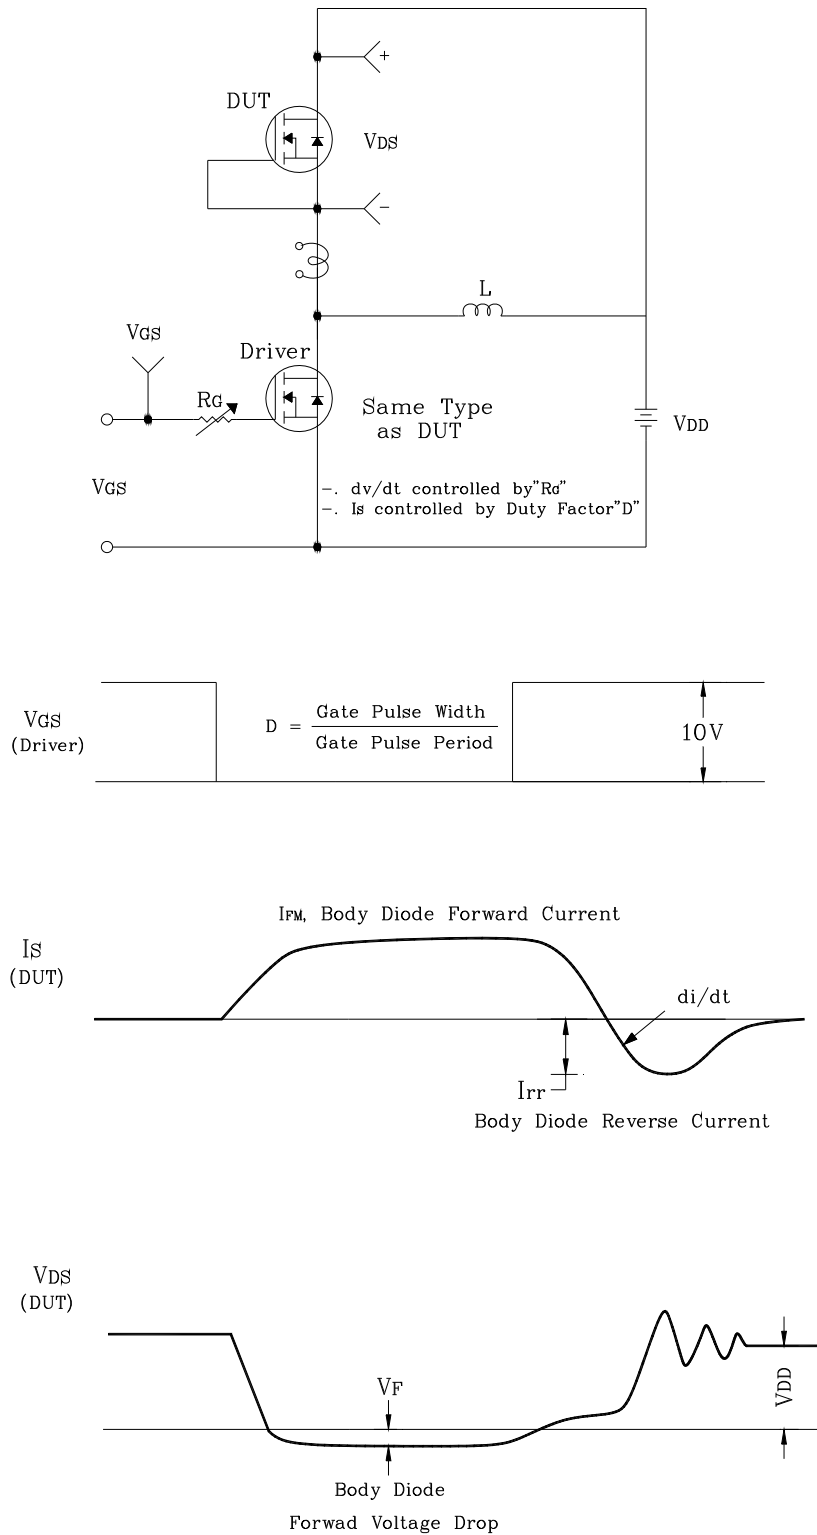 +
DUT
VDS
−
L
VGS
Driver
RG
Same Type
as DUT
VDD
VGS
−. dv/dt controlled by"RG"
−. Is controlled by Duty Factor"D"
VGS
(Driver)
D = Gate Pulse Width
Gate Pulse Period
10V
IFM, Body Diode Forward Current
IS
(DUT)
di/dt
Irr
Body Diode Reverse Current
VDS
(DUT)
VF
VDD
Body Diode
Forwad Voltage Drop